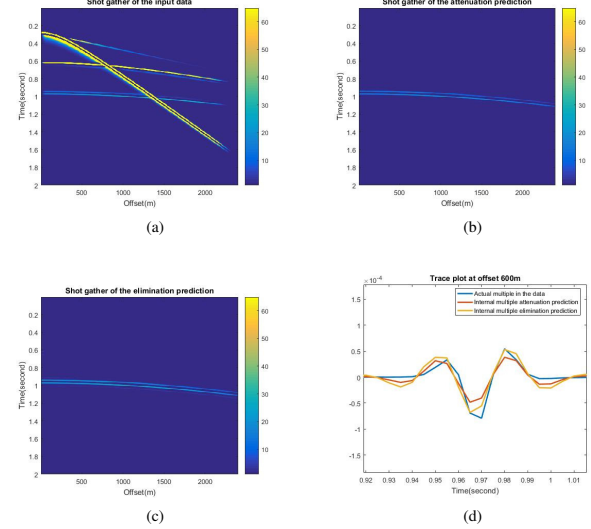 Shot gather of the input data
0.2
0.4
0.6
0.8
1
1.2
1.4
1.6
1.8
2
Time(second)
500 1000 1500 2000
Offset(m)
60
50
40
30
20
10
(a)
Shot gather of the attenuation prediction
0.2
0.4
0.6
0.8
1
1.2
1.4
1.6
1.8
2
Time(second)
500 1000 1500 2000
Offset(m)
60
50
40
30
20
10
(b)
Shot gather of the elimination prediction
0.2
0.4
0.6
0.8
1
1.2
1.4
1.6
1.8
2
Time(second)
500 1000 1500 2000
Offset(m)
60
50
40
30
20
10
(c)
Trace plot at offset 600m
×10-4
Actual multiple in the data
Internal multiple attenuation prediction
Internal multiple elimination prediction
1.5
1
0.5
0
-0.5
-1
-1.5
0.92 0.93 0.94 0.95 0.96 0.97 0.98 0.99 1 1.01
Time(second)
(d)